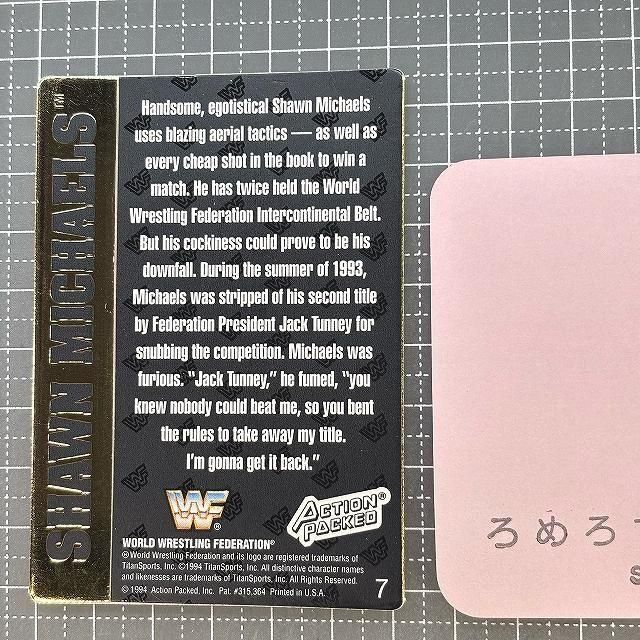 SHAWN MICHAELS™
Handsome, egotistical Shawn Michaels
uses blazing aerial tactics — as well as
every cheap shot in the book to win a
match. He has twice held the World
Wrestling Federation Intercontinental Belt.
But his cockiness could prove to be his
downfall. During the summer of 1993,
Michaels was stripped of his second title
by Federation President Jack Tunney for
snubbing the competition. Michaels was
furious. “Jack Tunney,” he fumed, “you
knew nobody could beat me, so you bent
the rules to take away my title.
I'm gonna get it back.”
WF®
ACTION PACKED®
WORLD WRESTLING FEDERATION®
® World Wrestling Federation and its logo are registered trademarks of
TitanSports, Inc. ©1994 TitanSports, Inc. All distinctive character names
and likenesses are trademarks of TitanSports, Inc. All Rights Reserved.
© 1994 Action Packed, Inc. Pat. #315,364 Printed in U.S.A.
7
ろめろ
s